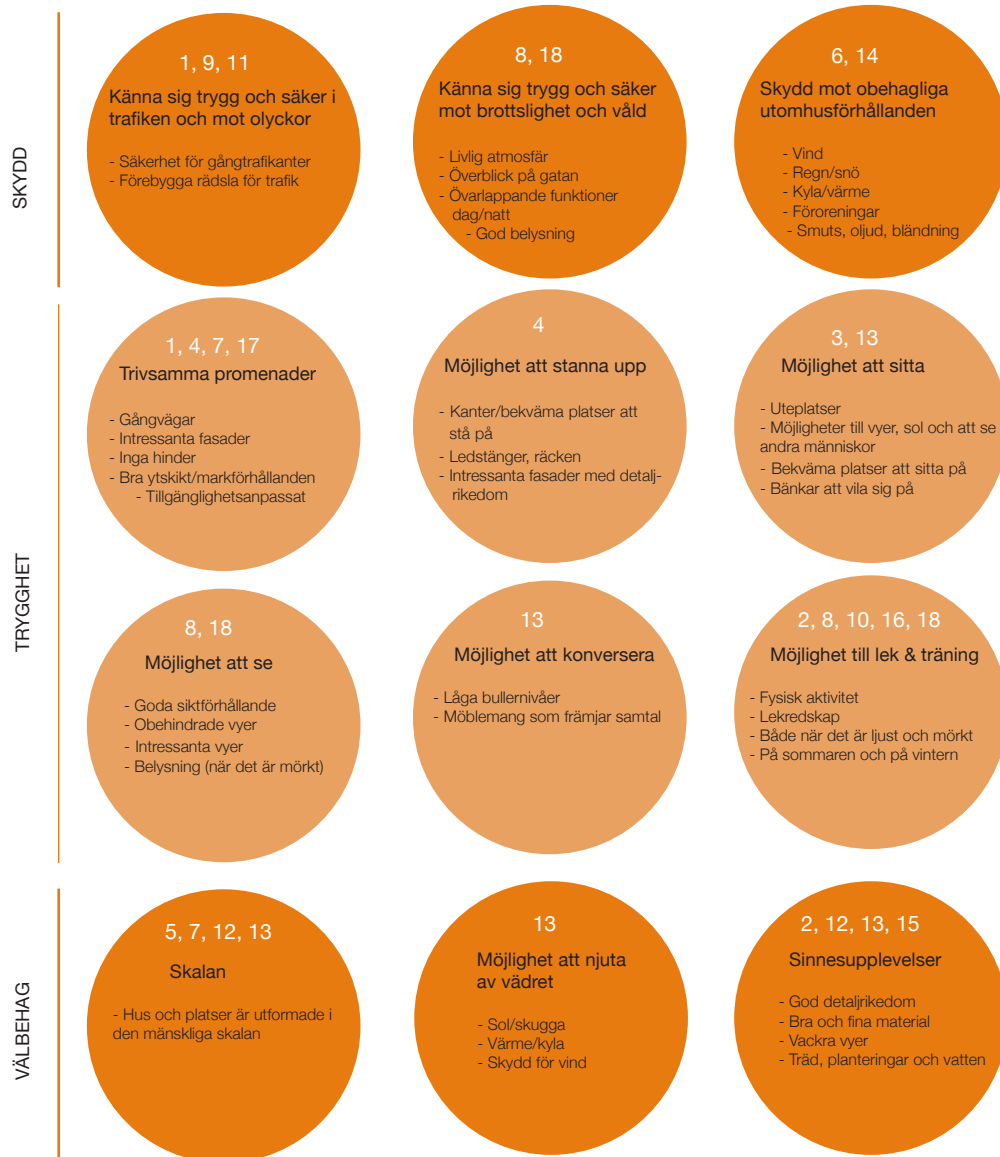 SKYDD
1, 9, 11
Känna sig trygg och säker i
trafiken och mot olyckor
- Säkerhet för gångtrafikanter
- Förebygga rädsla för trafik
8, 18
Känna sig trygg och säker
mot brottslighet och våld
- Livlig atmosfär
- Överblick på gatan
- Övarlappande funktioner
dag/natt
- God belysning
6, 14
Skydd mot obehagliga
utomhusförhållanden
- Vind
- Regn/snö
- Kyla/värme
- Föroreningar
- Smuts, oljud, bländning
TRYGGHET
1, 4, 7, 17
Trivsamma promenader
- Gångvägar
- Intressanta fasader
- Inga hinder
- Bra ytskikt/markförhållanden
- Tillgänglighetsanpassat
4
Möjlighet att stanna upp
- Kanter/bekväma platser att
stå på
- Ledstänger, räcken
- Intressanta fasader med detalj-
rikedom
3, 13
Möjlighet att sitta
- Uteplatser
- Möjligheter till vyer, sol och att se
andra människor
- Bekväma platser att sitta på
- Bänkar att vila sig på
8, 18
Möjlighet att se
- Goda siktförhållande
- Obehindrade vyer
- Intressanta vyer
- Belysning (när det är mörkt)
13
Möjlighet att konversera
- Låga bullernivåer
- Möblemang som främjar samtal
2, 8, 10, 16, 18
Möjlighet till lek & träning
- Fysisk aktivitet
- Lekredskap
- Både när det är ljust och mörkt
- På sommaren och på vintern
VÄLBEHAG
5, 7, 12, 13
Skalan
- Hus och platser är utformade i
den mänskliga skalan
13
Möjlighet att njuta
av vädret
- Sol/skugga
- Värme/kyla
- Skydd för vind
2, 12, 13, 15
Sinnesupplevelser
- God detaljrikedom
- Bra och fina material
- Vackra vyer
- Träd, planteringar och vatten